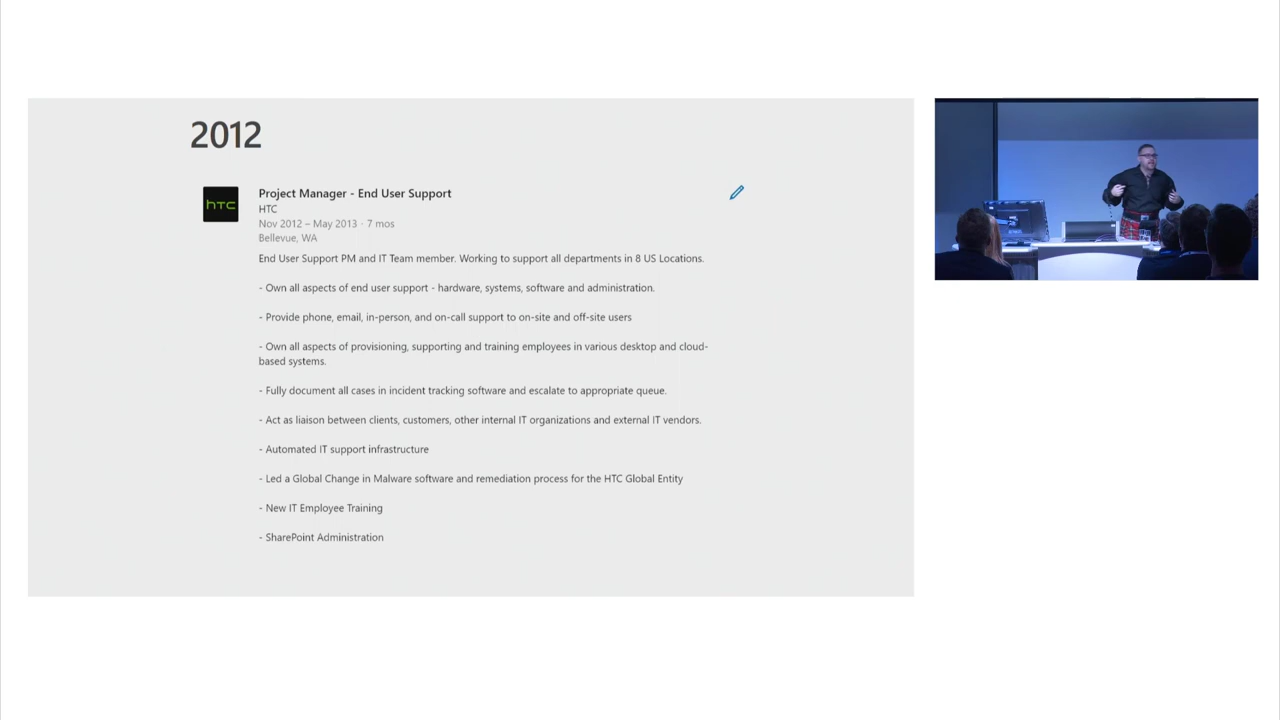 2012
hTC
Project Manager - End User Support
HTC
Nov 2012 – May 2013 · 7 mos
Bellevue, WA
End User Support PM and IT Team member. Working to support all departments in 8 US Locations.
- Own all aspects of end user support - hardware, systems, software and administration.
- Provide phone, email, in-person, and on-call support to on-site and off-site users
- Own all aspects of provisioning, supporting and training employees in various desktop and cloud-
based systems.
- Fully document all cases in incident tracking software and escalate to appropriate queue.
- Act as liaison between clients, customers, other internal IT organizations and external IT vendors.
- Automated IT support infrastructure
- Led a Global Change in Malware software and remediation process for the HTC Global Entity
- New IT Employee Training
- SharePoint Administration